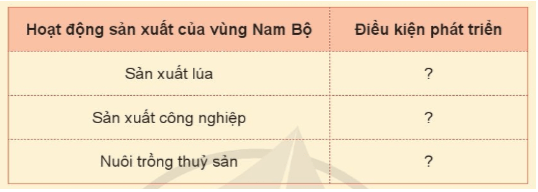 Hoạt động sản xuất của vùng Nam Bộ Điều kiện phát triển
Sản xuất lúa ?
Sản xuất công nghiệp ?
Nuôi trồng thuỷ sản ?